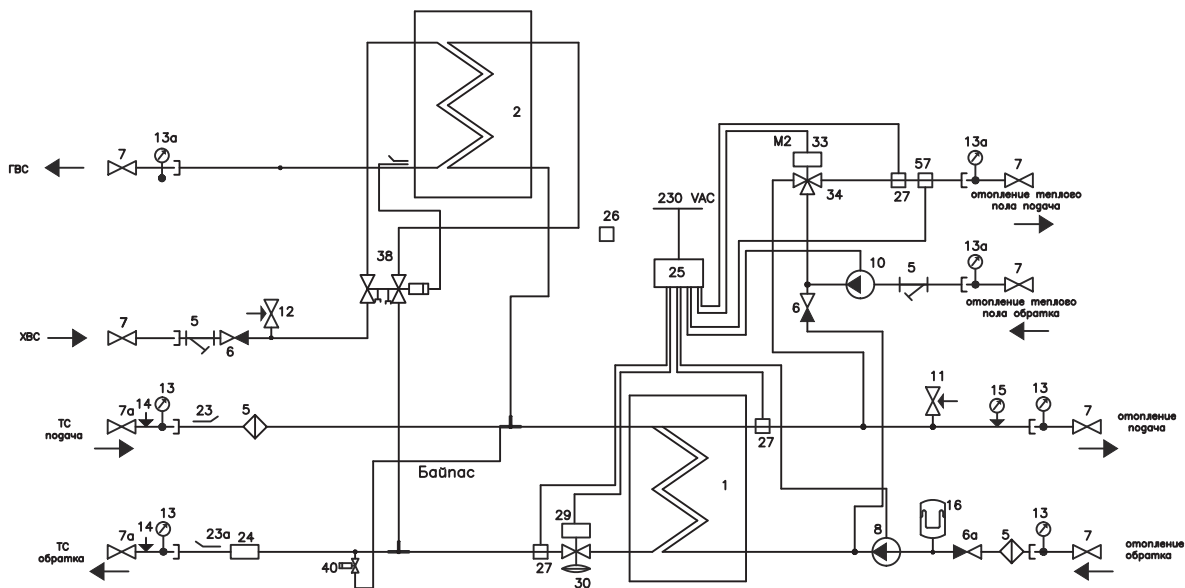 2
ГВС
7
13а
M2
33
34
27
57
13а
7
отопление теплово
пола подача
230 VAC
26
25
38
10
5
13а
7
отопление теплово
пола обратка
6
ХВС
7
5
6
12
ТС
подача
7а
14
13
23
5
Байпас
27
11
15
13
7
отопление
подача
1
ТС
обратка
7а
14
13
23а
24
40
27
29
30
8
16
6а
5
13
7
отопление
обратка